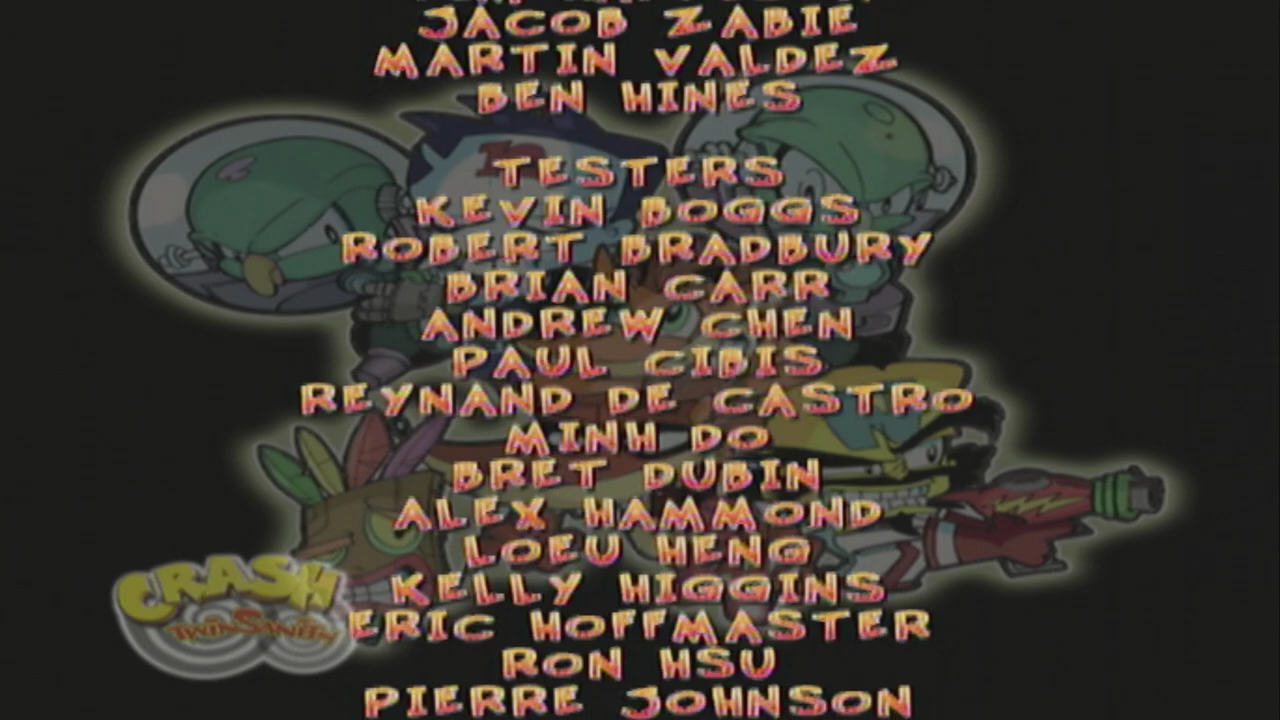 JACOB ZABIE
MARTIN VALDEZ
BEN HINES
TESTERS
KEVIN BOGGS
ROBERT BRADBURY
BRIAN CARR
ANDREW CHEN
PAUL CIBIS
REYNAND DE CASTRO
MINH DO
BRET DUBIN
ALEX HAMMOND
LOEU HENG
KELLY HIGGINS
ERIC HOFFMASTER
RON HSU
PIERRE JOHNSON
CRASH
TWINSANITY